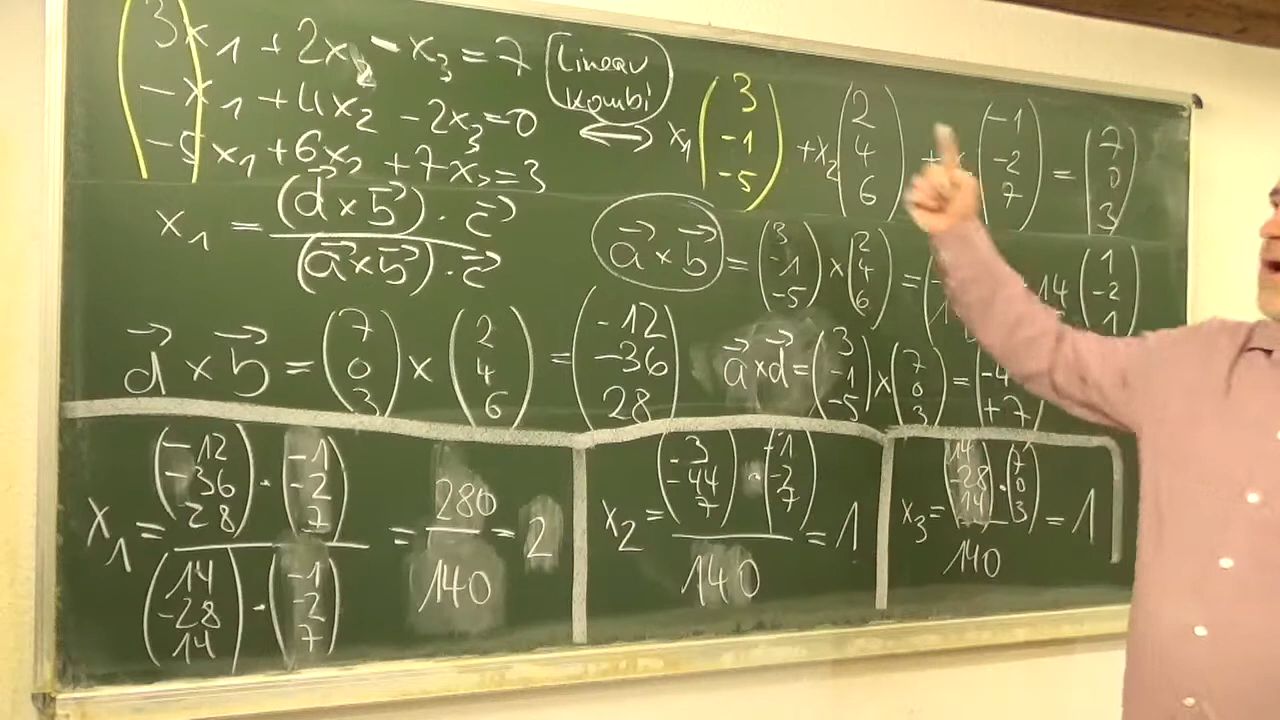 3x₁ + 2x₂ - x₃ = 7
-x₁ + 4x₂ - 2x₃ = 0
-5x₁ + 6x₂ + 7x₃ = 3
Linear
Kombi
⟺ x₁ (3 -1 -5) + x₂ (2 4 6) + (-1 -2 7) = (7 0 3)
x₁ = (d⃗ × b⃗) · c⃗ / (a⃗ × b⃗) · c⃗
a⃗ × b⃗ = (3 -1 -5) × (2 4 6) = 14 (1 -2 1)
d⃗ × b⃗ = (7 0 3) × (2 4 6) = (-12 -36 28)
a⃗ × d⃗ = (3 -1 -5) × (7 0 3) = (-4 +7)
x₁ = (-12 -36 28) · (-1 -2 7) / (14 -28 14) · (-1 -2 7) = 280 / 140 = 2
x₂ = (-3 -44 7) · (-1 -2 7) / 140 = 1
x₃ = (14 -28 14) · (7 0 3) / 140 = 1